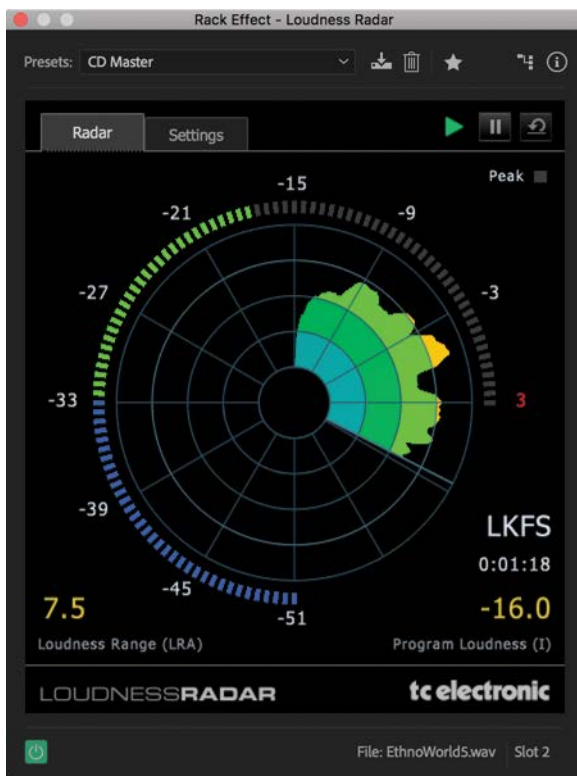 Rack Effect - Loudness Radar
Presets: CD Master
Radar
Settings
Peak
-15
-21
-9
-27
-3
-33
3
-39
LKFS
0:01:18
-45
7.5
-16.0
-51
Loudness Range (LRA)
Program Loudness (I)
LOUDNESSRADAR
tc electronic
File: EthnoWorld5.wav
Slot 2